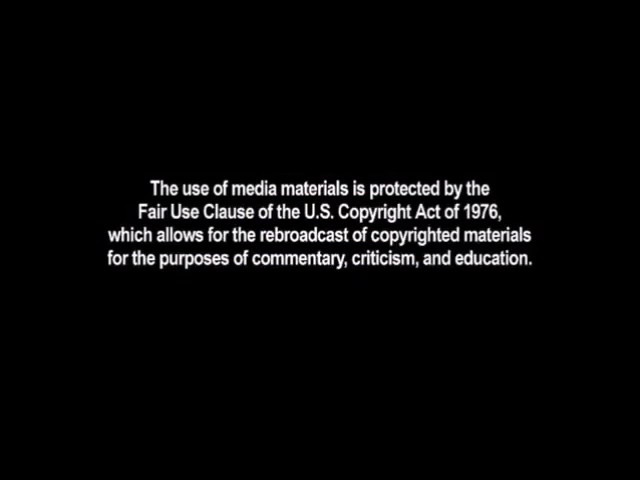 The use of media materials is protected by the
Fair Use Clause of the U.S. Copyright Act of 1976,
which allows for the rebroadcast of copyrighted materials
for the purposes of commentary, criticism, and education.